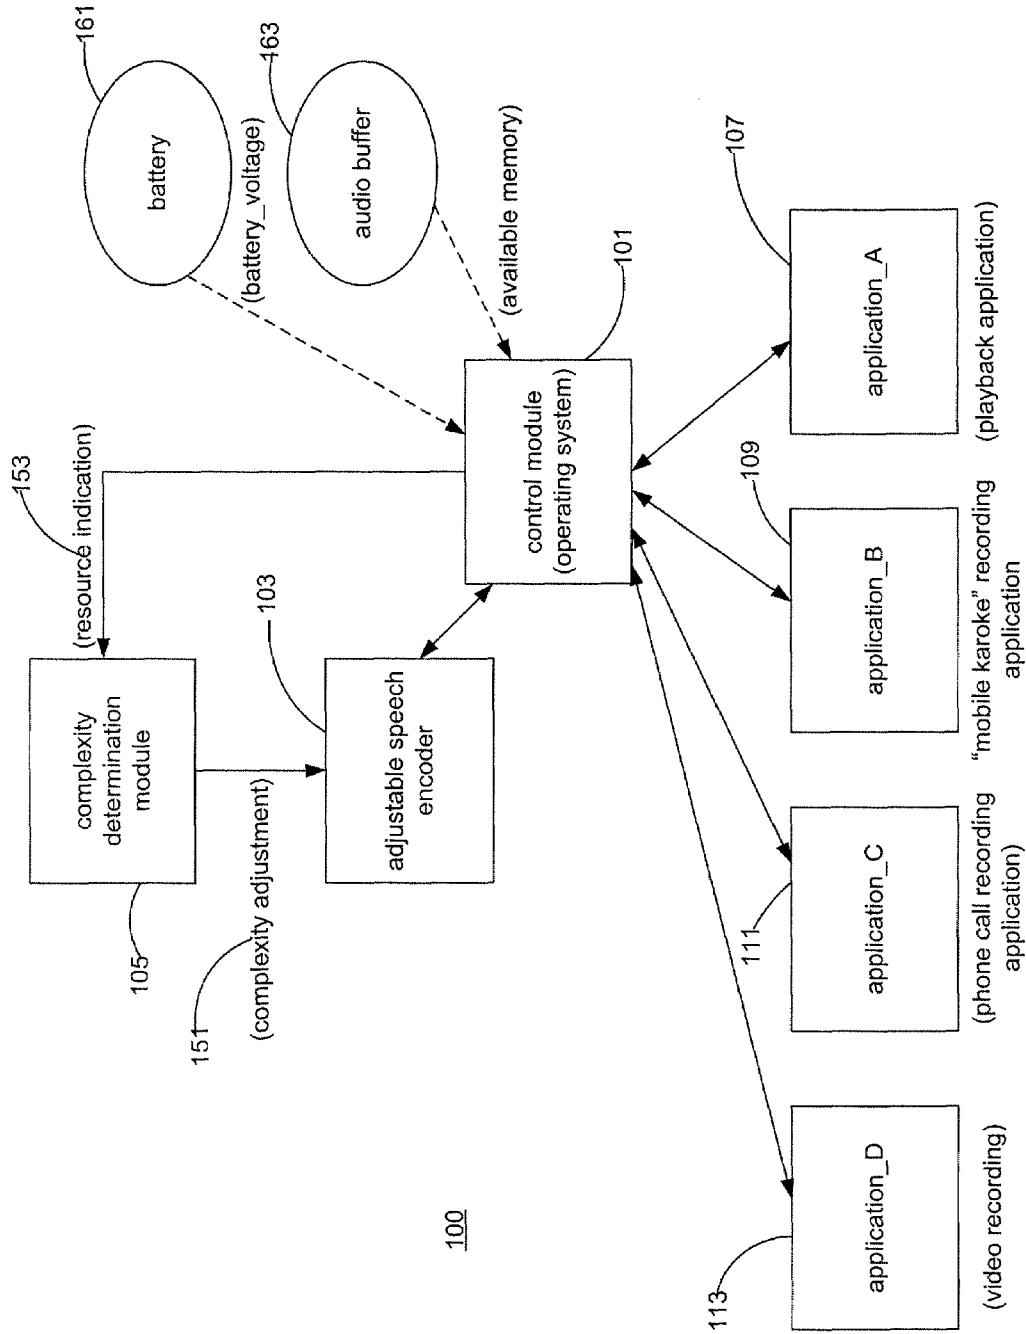 161
battery
(battery_voltage)
163
audio buffer
(available memory)
101
control module
(operating system)
153
(resource indication)
complexity
determination
module
105
151
(complexity adjustment)
103
adjustable speech
encoder
107
application_A
(playback application)
109
application_B
“mobile karoke” recording
application
111
application_C
(phone call recording
application)
113
application_D
(video recording)
100